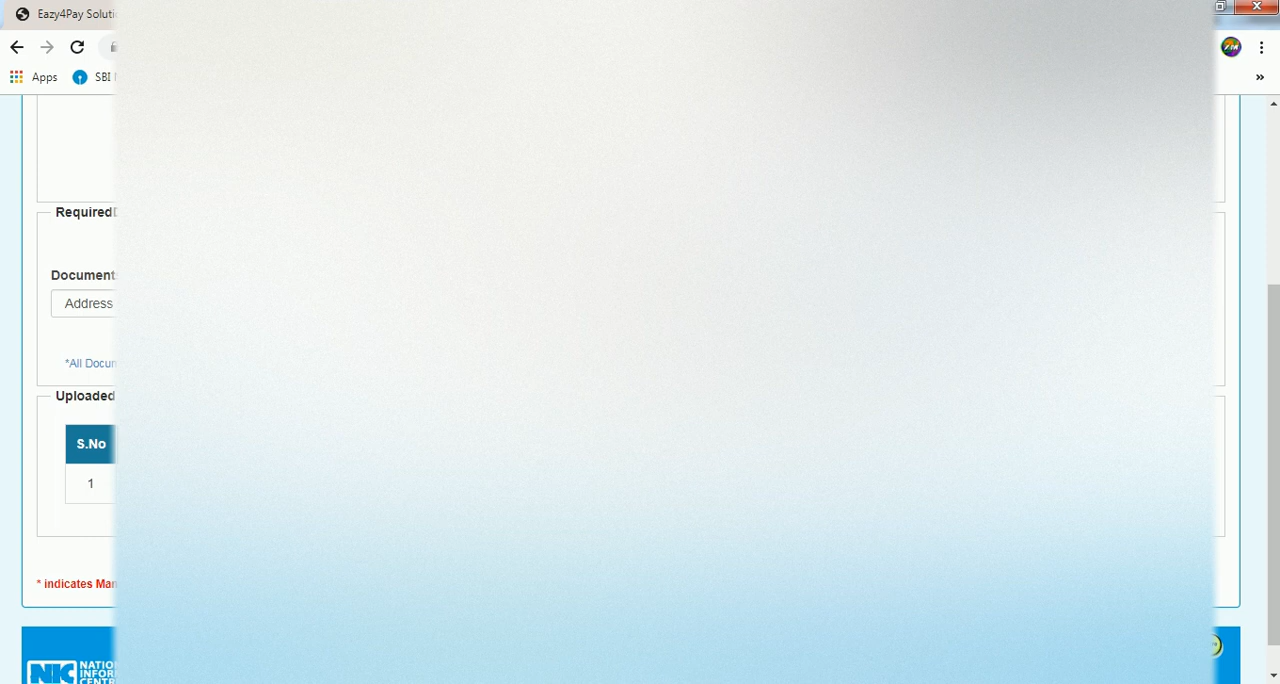 Eazy4Pay Soluti
Apps SBI
»
Required
Document
Address
*All Docum
Uploaded
S.No
1
* indicates Man
NIC NATION
INFOR
CENTR